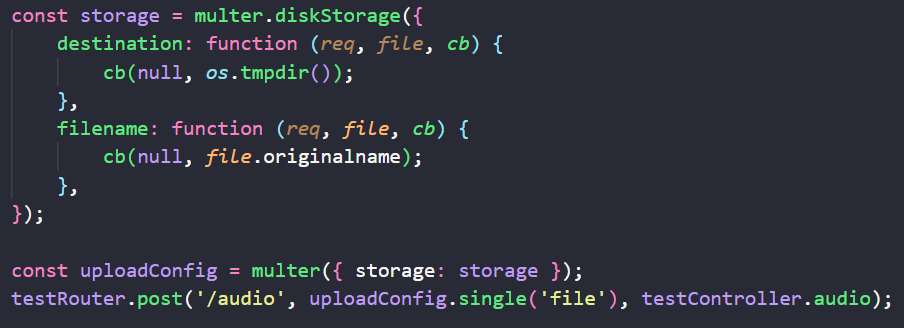 const storage = multer.diskStorage({
    destination: function (req, file, cb) {
        cb(null, os.tmpdir());
    },
    filename: function (req, file, cb) {
        cb(null, file.originalname);
    },
});

const uploadConfig = multer({ storage: storage });
testRouter.post('/audio', uploadConfig.single('file'), testController.audio);